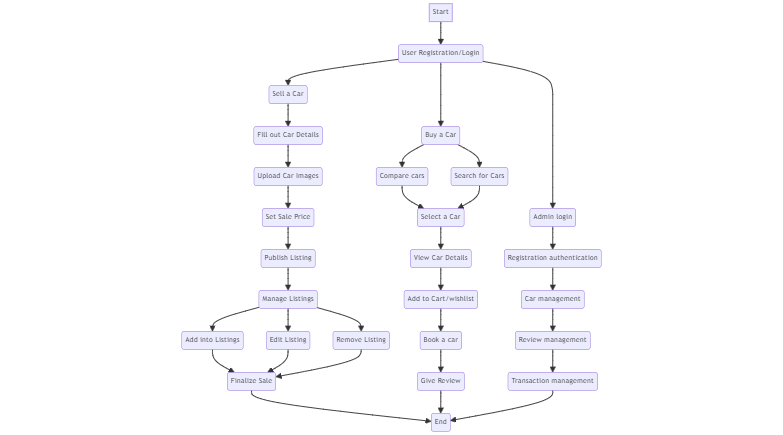 Start
User Registration/Login
Sell a Car
Fill out Car Details
Buy a Car
Upload Car Images
Compare cars
Search for Cars
Set Sale Price
Select a Car
Admin login
Publish Listing
View Car Details
Registration authentication
Manage Listings
Add to Cart/wishlist
Car management
Add into Listings
Edit Listing
Remove Listing
Book a car
Review management
Finalize Sale
Give Review
Transaction management
End